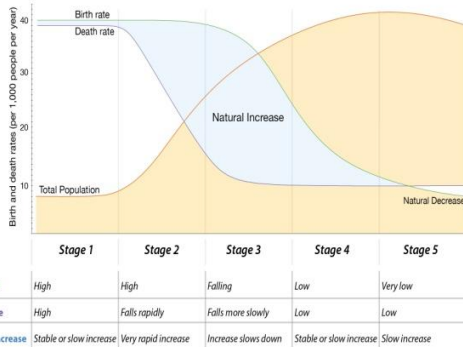 Birth and death rates (per 1,000 people per year)
40
30
20
10
Birth rate
Death rate
Natural Increase
Total Population
Natural Decrease
Stage 1 Stage 2 Stage 3 Stage 4 Stage 5
High High Falling Low Very low
High Falls rapidly Falls more slowly Low Low
crease Stable or slow increase Very rapid increase Increase slows down Stable or slow increase Slow increase